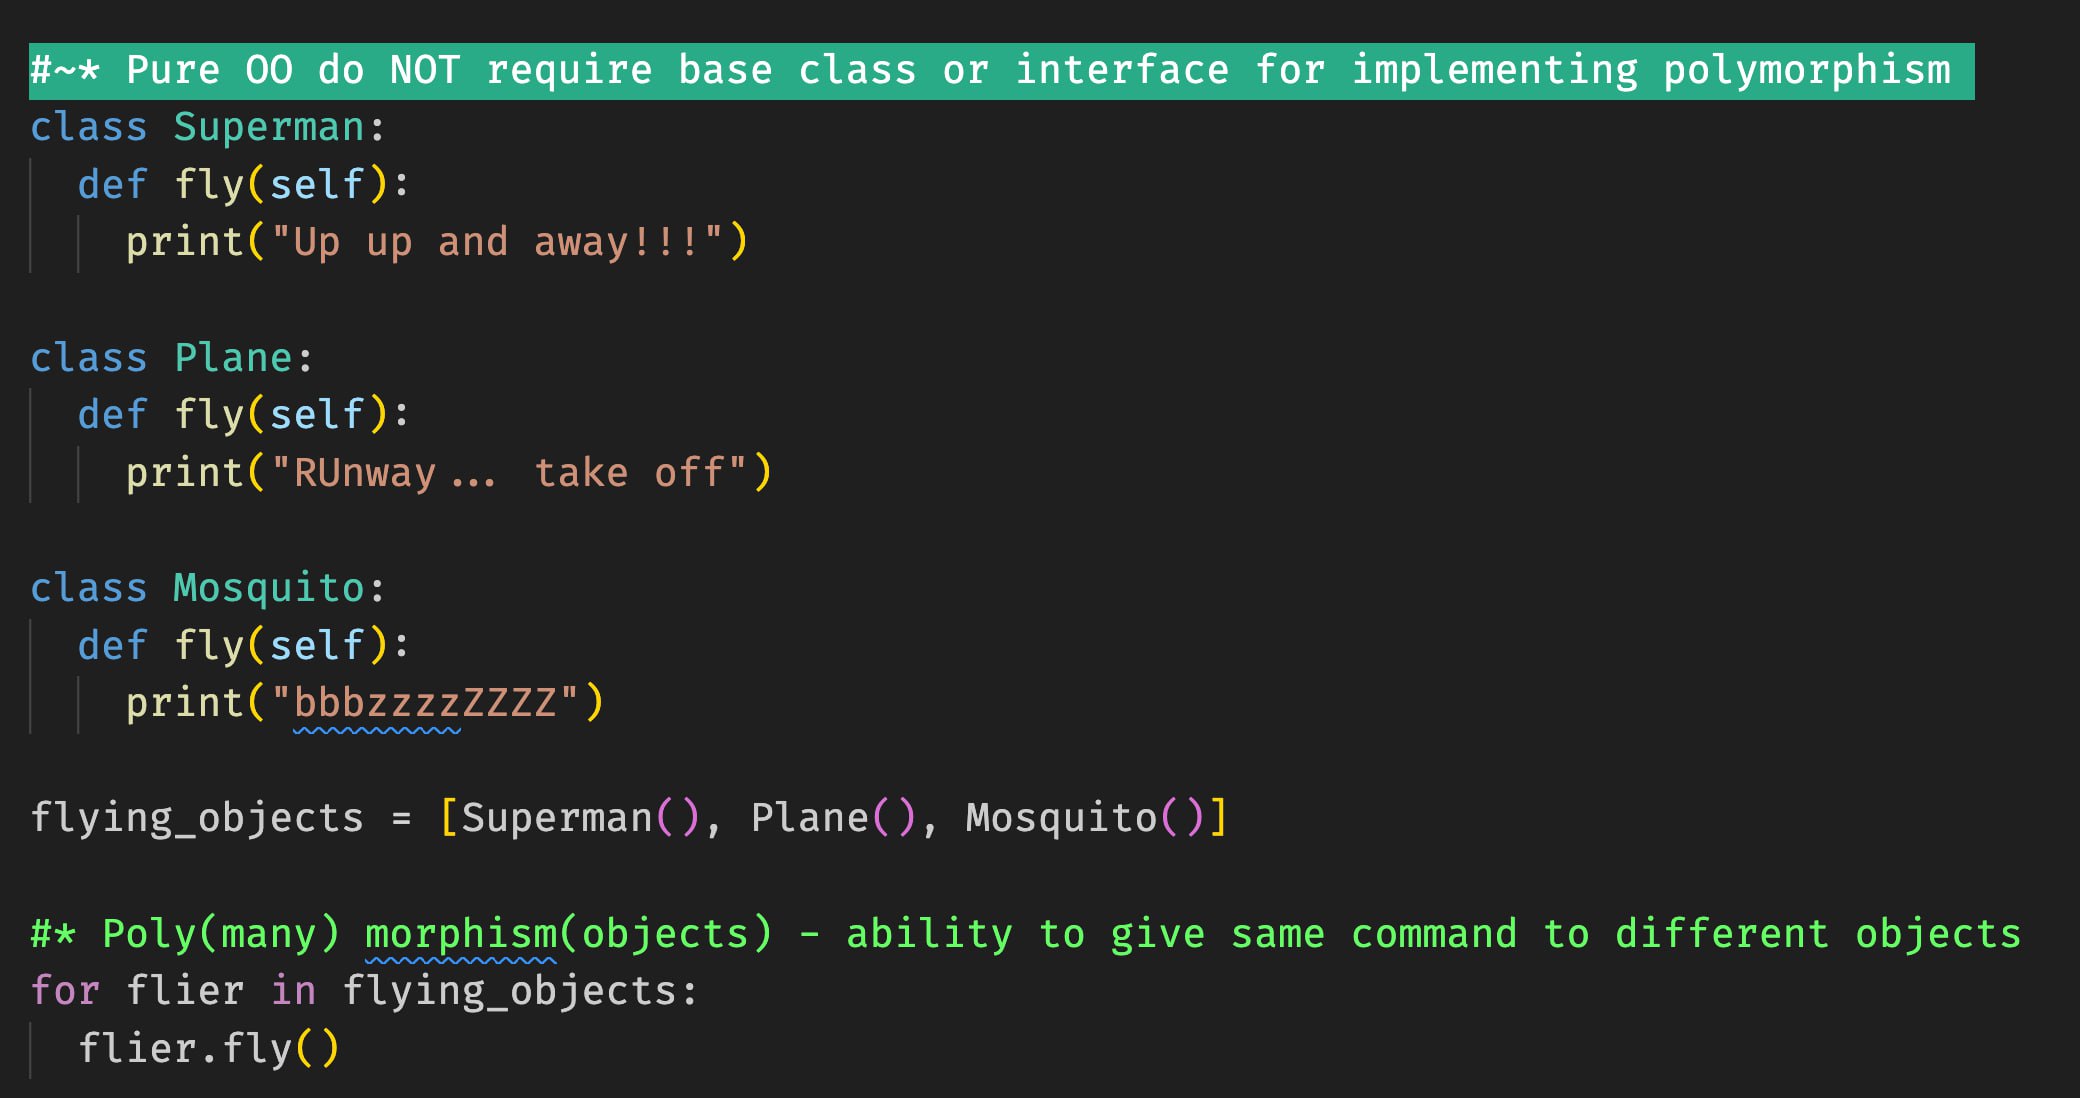 #~* Pure OO do NOT require base class or interface for implementing polymorphism
class Superman:
  def fly(self):
    print("Up up and away!!!")
class Plane:
  def fly(self):
    print("RUnway... take off")
class Mosquito:
  def fly(self):
    print("bbbzzzzZZZZ")
flying_objects = [Superman(), Plane(), Mosquito()]
#* Poly(many) morphism(objects) - ability to give same command to different objects
for flier in flying_objects:
  flier.fly()